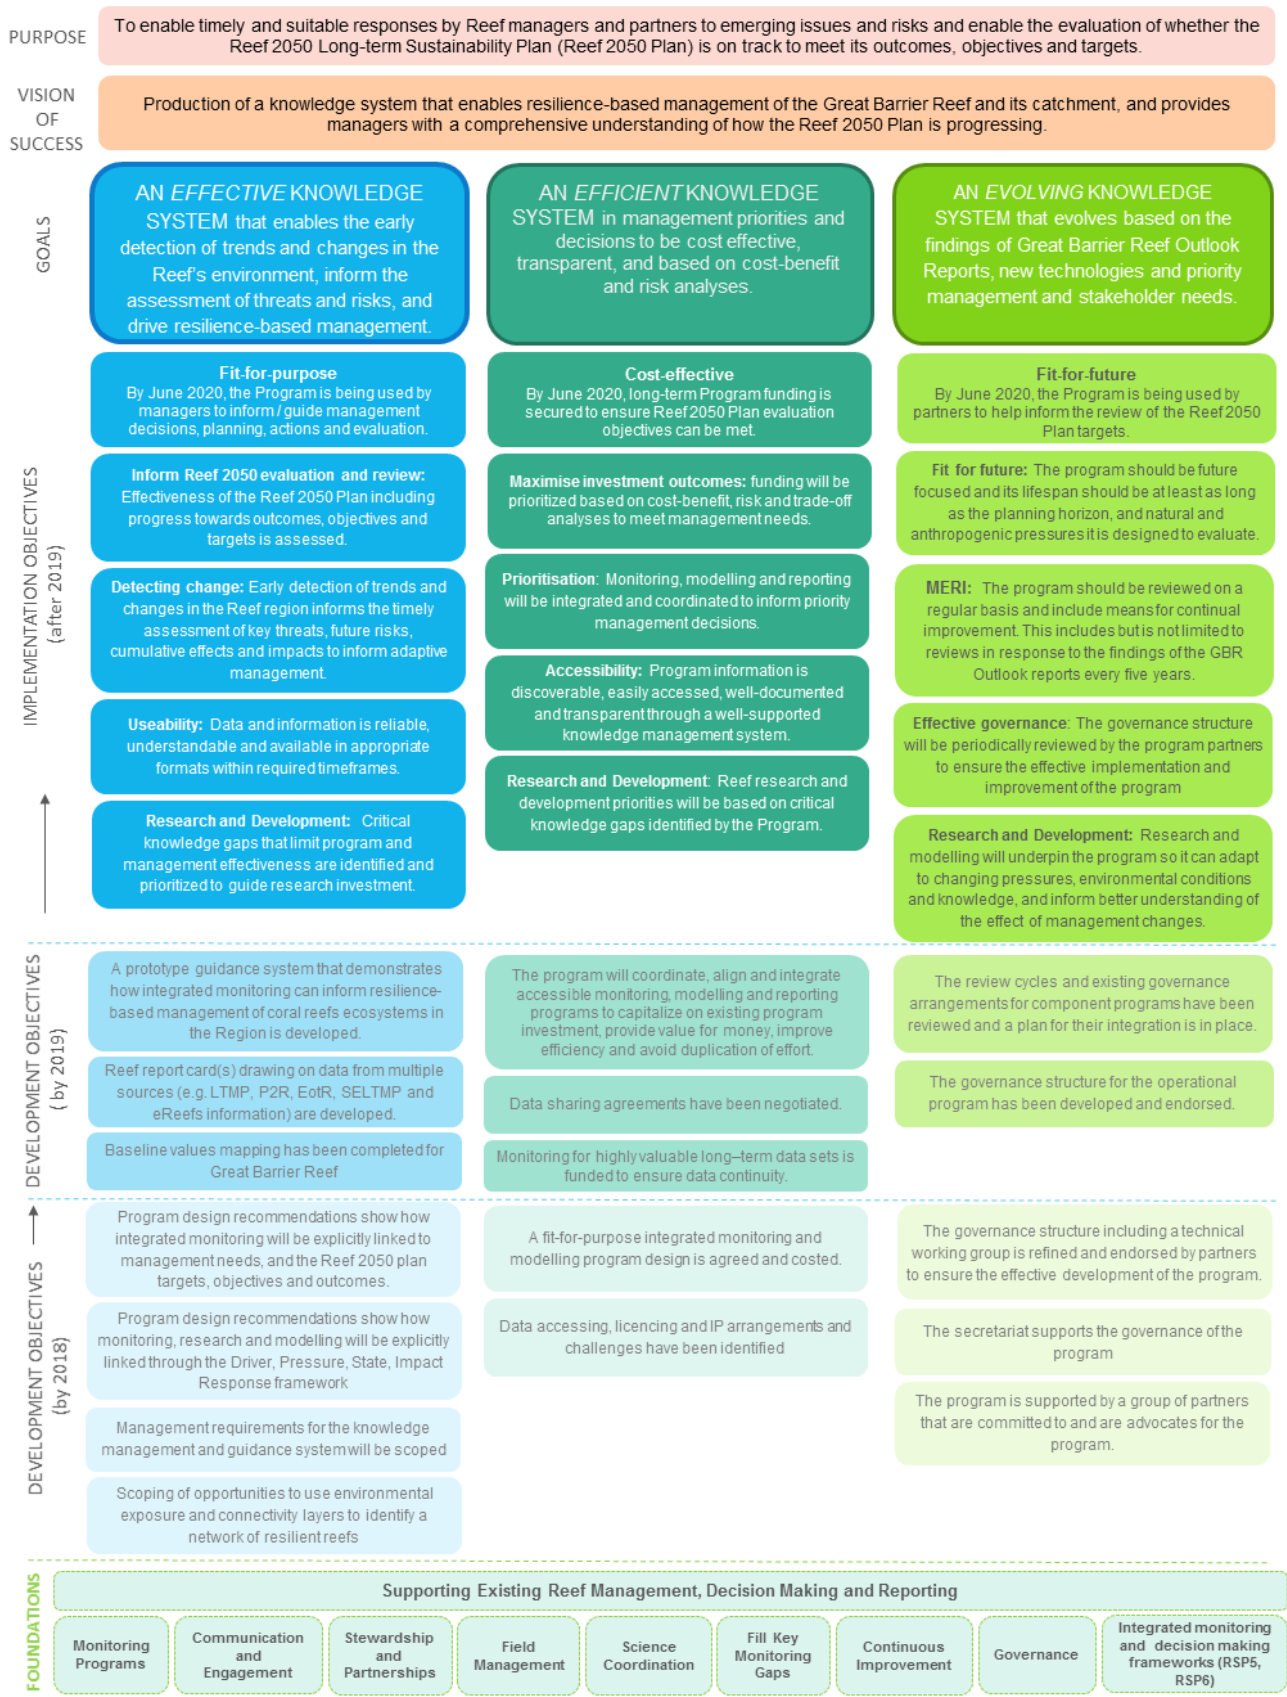 PURPOSE
To enable timely and suitable responses by Reef managers and partners to emerging issues and risks and enable the evaluation of whether the
Reef 2050 Long-term Sustainability Plan (Reef 2050 Plan) is on track to meet its outcomes, objectives and targets.
VISION
OF
SUCCESS
Production of a knowledge system that enables resilience-based management of the Great Barrier Reef and its catchment, and provides
managers with a comprehensive understanding of how the Reef 2050 Plan is progressing.
GOALS
AN EFFECTIVE KNOWLEDGE
SYSTEM that enables the early
detection of trends and changes in the
Reef's environment, inform the
assessment of threats and risks, and
drive resilience-based management.
AN EFFICIENT KNOWLEDGE
SYSTEM in management priorities and
decisions to be cost effective,
transparent, and based on cost-benefit
and risk analyses.
AN EVOLVING KNOWLEDGE
SYSTEM that evolves based on the
findings of Great Barrier Reef Outlook
Reports, new technologies and priority
management and stakeholder needs.
IMPLEMENTATION OBJECTIVES
(after 2019)
Fit-for-purpose
By June 2020, the Program is being used by
managers to inform / guide management
decisions, planning, actions and evaluation.
Inform Reef 2050 evaluation and review:
Effectiveness of the Reef 2050 Plan including
progress towards outcomes, objectives and
targets is assessed.
Detecting change: Early detection of trends and
changes in the Reef region informs the timely
assessment of key threats, future risks,
cumulative effects and impacts to inform adaptive
management.
Useability: Data and information is reliable,
understandable and available in appropriate
formats within required timeframes.
Research and Development: Critical
knowledge gaps that limit program and
management effectiveness are identified and
prioritized to guide research investment.
Cost-effective
By June 2020, long-term Program funding is
secured to ensure Reef 2050 Plan evaluation
objectives can be met.
Maximise investment outcomes: funding will be
prioritized based on cost-benefit, risk and trade-off
analyses to meet management needs.
Prioritisation: Monitoring, modelling and reporting
will be integrated and coordinated to inform priority
management decisions.
Accessibility: Program information is
discoverable, easily accessed, well-documented
and transparent through a well-supported
knowledge management system.
Research and Development: Reef research and
development priorities will be based on critical
knowledge gaps identified by the Program.
Fit-for-future
By June 2020, the Program is being used by
partners to help inform the review of the Reef 2050
Plan targets.
Fit for future: The program should be future
focused and its lifespan should be at least as long
as the planning horizon, and natural and
anthropogenic pressures it is designed to evaluate.
MERI: The program should be reviewed on a
regular basis and include means for continual
improvement. This includes but is not limited to
reviews in response to the findings of the GBR
Outlook reports every five years.
Effective governance: The governance structure
will be periodically reviewed by the program partners
to ensure the effective implementation and
improvement of the program
Research and Development: Research and
modelling will underpin the program so it can adapt
to changing pressures, environmental conditions
and knowledge, and inform better understanding of
the effect of management changes.
DEVELOPMENT OBJECTIVES
( by 2019)
A prototype guidance system that demonstrates
how integrated monitoring can inform resilience-
based management of coral reefs ecosystems in
the Region is developed.
Reef report card(s) drawing on data from multiple
sources (e.g. LTMP, P2R, EotR, SELTMP and
eReefs information) are developed.
Baseline values mapping has been completed for
Great Barrier Reef
The program will coordinate, align and integrate
accessible monitoring, modelling and reporting
programs to capitalize on existing program
investment, provide value for money, improve
efficiency and avoid duplication of effort.
Data sharing agreements have been negotiated.
Monitoring for highly valuable long–term data sets is
funded to ensure data continuity.
The review cycles and existing governance
arrangements for component programs have been
reviewed and a plan for their integration is in place.
The governance structure for the operational
program has been developed and endorsed.
DEVELOPMENT OBJECTIVES
(by 2018)
Program design recommendations show how
integrated monitoring will be explicitly linked to
management needs, and the Reef 2050 plan
targets, objectives and outcomes.
Program design recommendations show how
monitoring, research and modelling will be explicitly
linked through the Driver, Pressure, State, Impact
Response framework
Management requirements for the knowledge
management and guidance system will be scoped
Scoping of opportunities to use environmental
exposure and connectivity layers to identify a
network of resilient reefs
A fit-for-purpose integrated monitoring and
modelling program design is agreed and costed.
Data accessing, licencing and IP arrangements and
challenges have been identified
The governance structure including a technical
working group is refined and endorsed by partners
to ensure the effective development of the program.
The secretariat supports the governance of the
program
The program is supported by a group of partners
that are committed to and are advocates for the
program.
FOUNDATIONS
Supporting Existing Reef Management, Decision Making and Reporting
Monitoring
Programs
Communication
and
Engagement
Stewardship
and
Partnerships
Field
Management
Science
Coordination
Fill Key
Monitoring
Gaps
Continuous
Improvement
Governance
Integrated monitoring
and decision making
frameworks (RSP5,
RSP6)